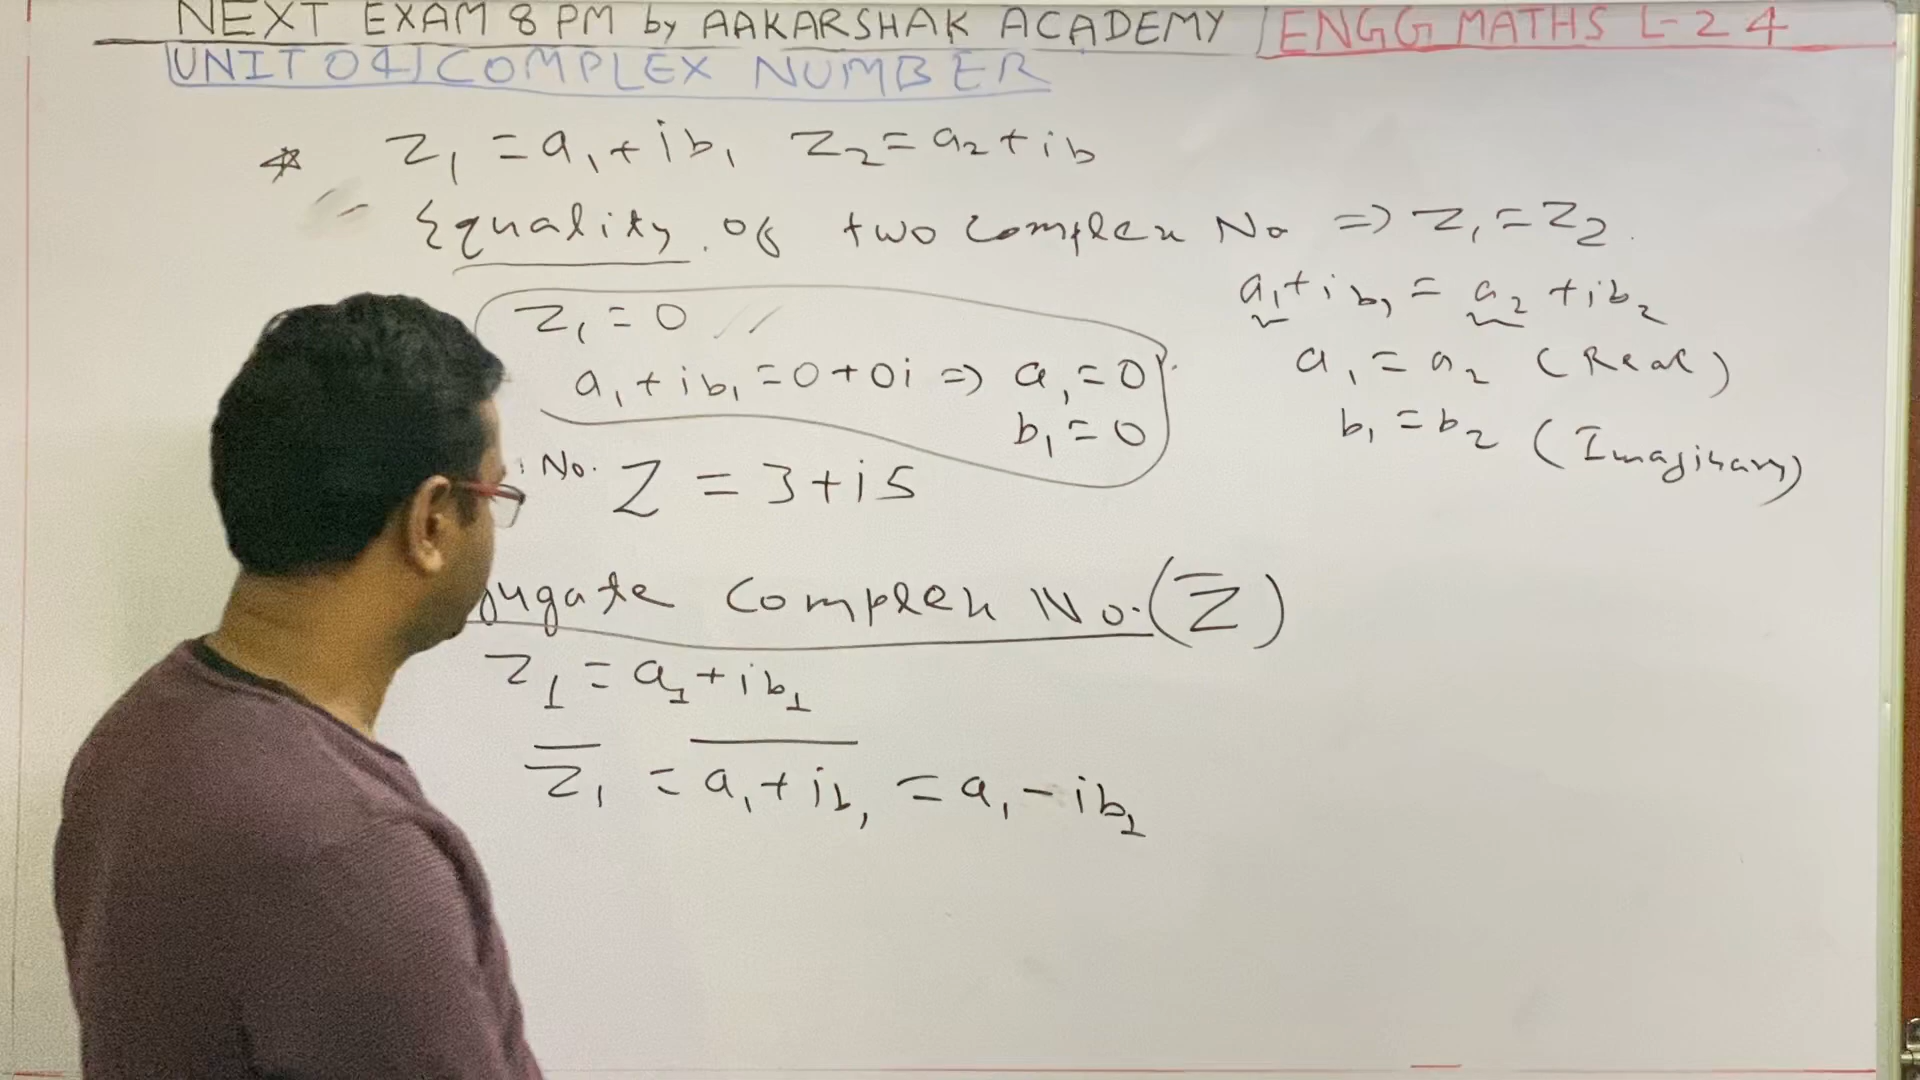 NEXT EXAM 8 PM by AAKARSHAK ACADEMY | ENGG MATHS L-24
UNIT 04 | COMPLEX NUMBER
* z₁ = a₁ + ib₁ z₂ = a₂ + ib
Equality of two complex No ⇒ z₁ = z₂
a₁ + ib₁ = a₂ + ib₂
z₁ = 0
a₁ = a₂ (Real)
a₁ + ib₁ = 0 + 0i ⇒ a₁ = 0
b₁ = 0
b₁ = b₂ (Imaginary)
No. Z = 3 + i5
jugate Complex No. (Z̅)
z₁ = a₁ + ib₁
z̅₁ = \overline{a₁ + ib₁} = a₁ - ib₁